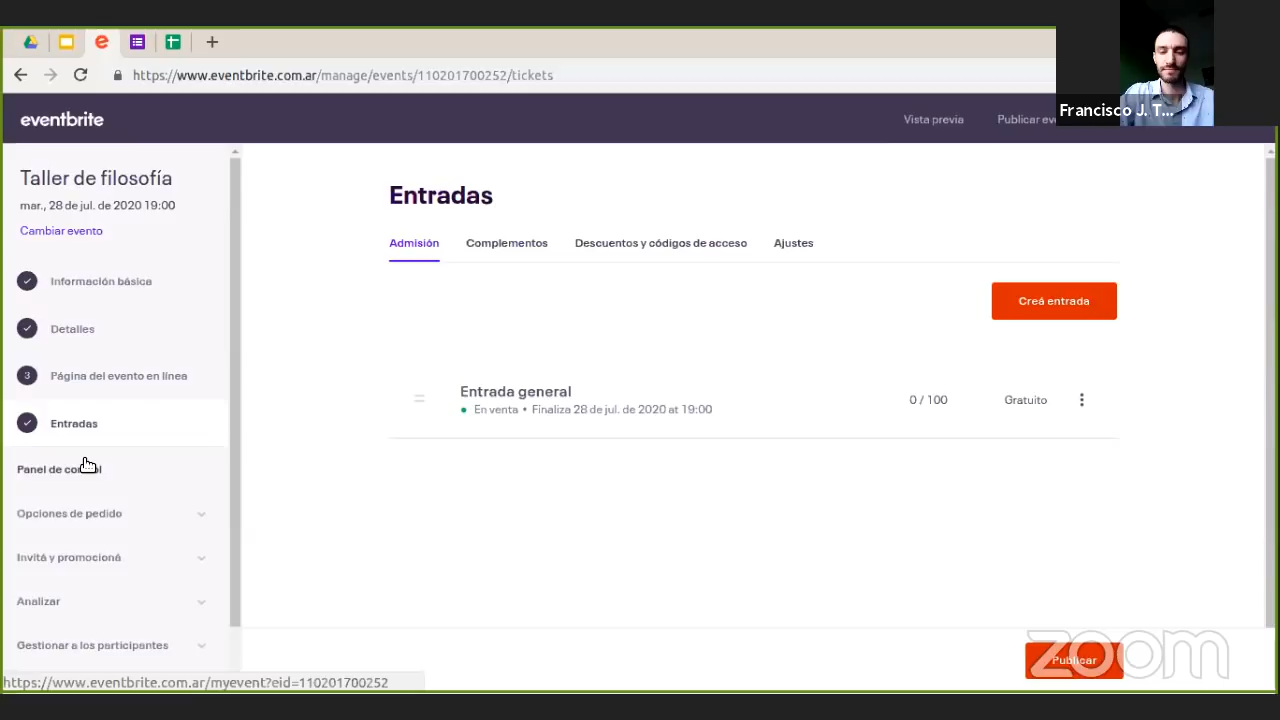 https://www.eventbrite.com.ar/manage/events/110201700252/tickets
eventbrite
Vista previa
Publicar
Francisco J. T...
Taller de filosofía
mar., 28 de jul. de 2020 19:00
Cambiar evento
Información básica
Detalles
3 Página del evento en línea
Entradas
Panel de
Opciones de pedido
Invitá y promocioná
Analizar
Gestionar a los participantes
Entradas
Admisión Complementos Descuentos y códigos de acceso Ajustes
Creá entrada
Entrada general
En venta • Finaliza 28 de jul. de 2020 at 19:00
0 / 100
Gratuito
Publicar
zoom
https://www.eventbrite.com.ar/myevent?eid=110201700252